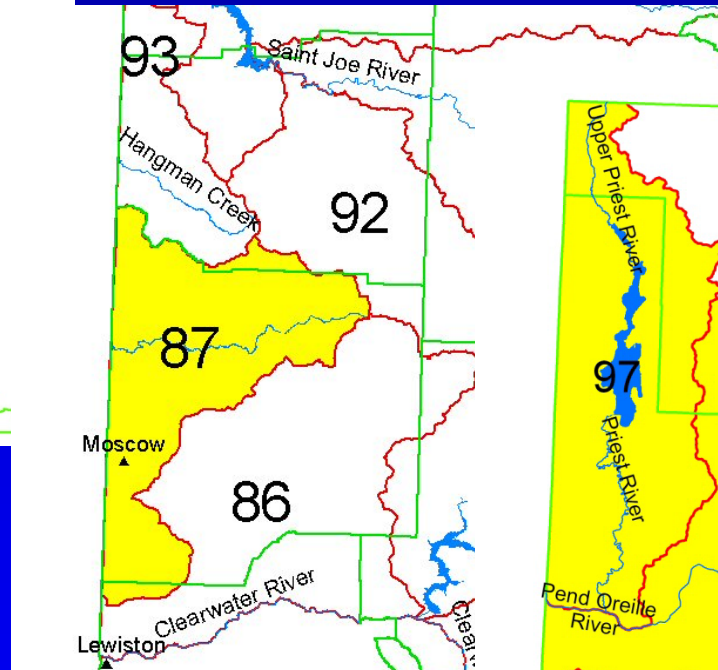 93
Saint Joe River
Hangman Creek
92
87
Moscow
86
Clearwater River
Lewiston
Clear
Upper Priest River
97
Priest River
Pend Oreille
River